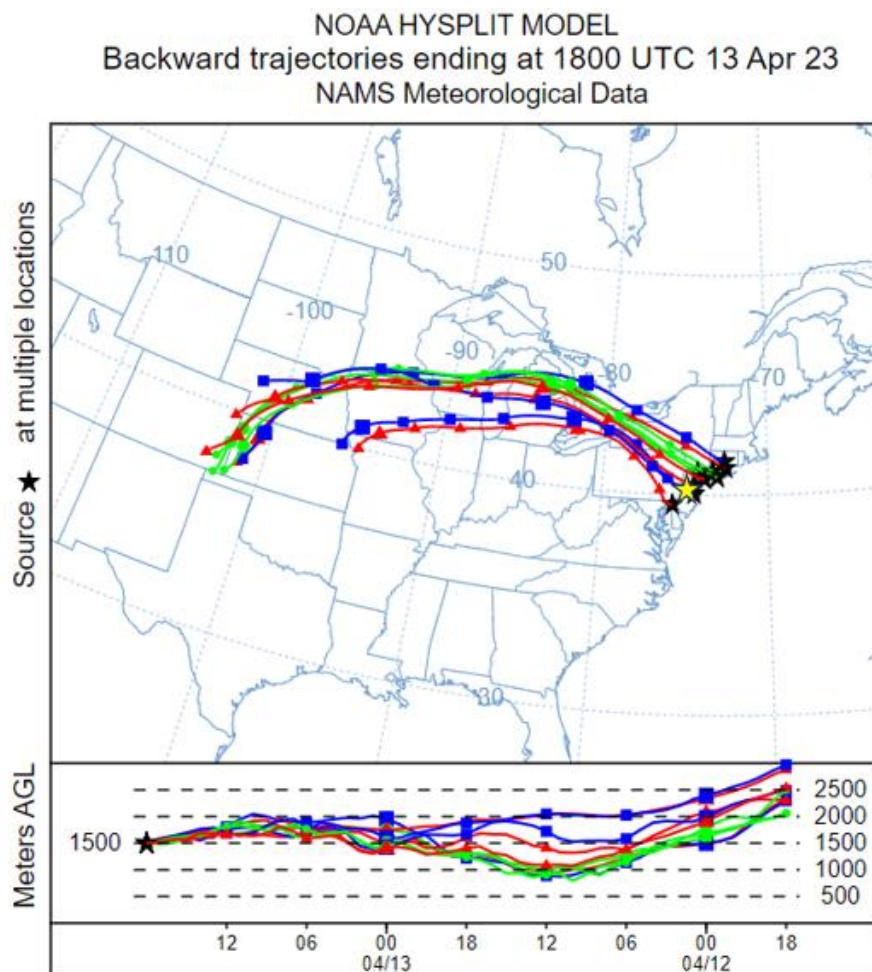 NOAA HYSPLIT MODEL
Backward trajectories ending at 1800 UTC 13 Apr 23
NAMS Meteorological Data
Source ★ at multiple locations
-110
-100
-90
50
-80
70
40
30
Meters AGL
1500
2500
2000
1500
1000
500
12 06 00 18 12 06 00 18
04/13 04/12